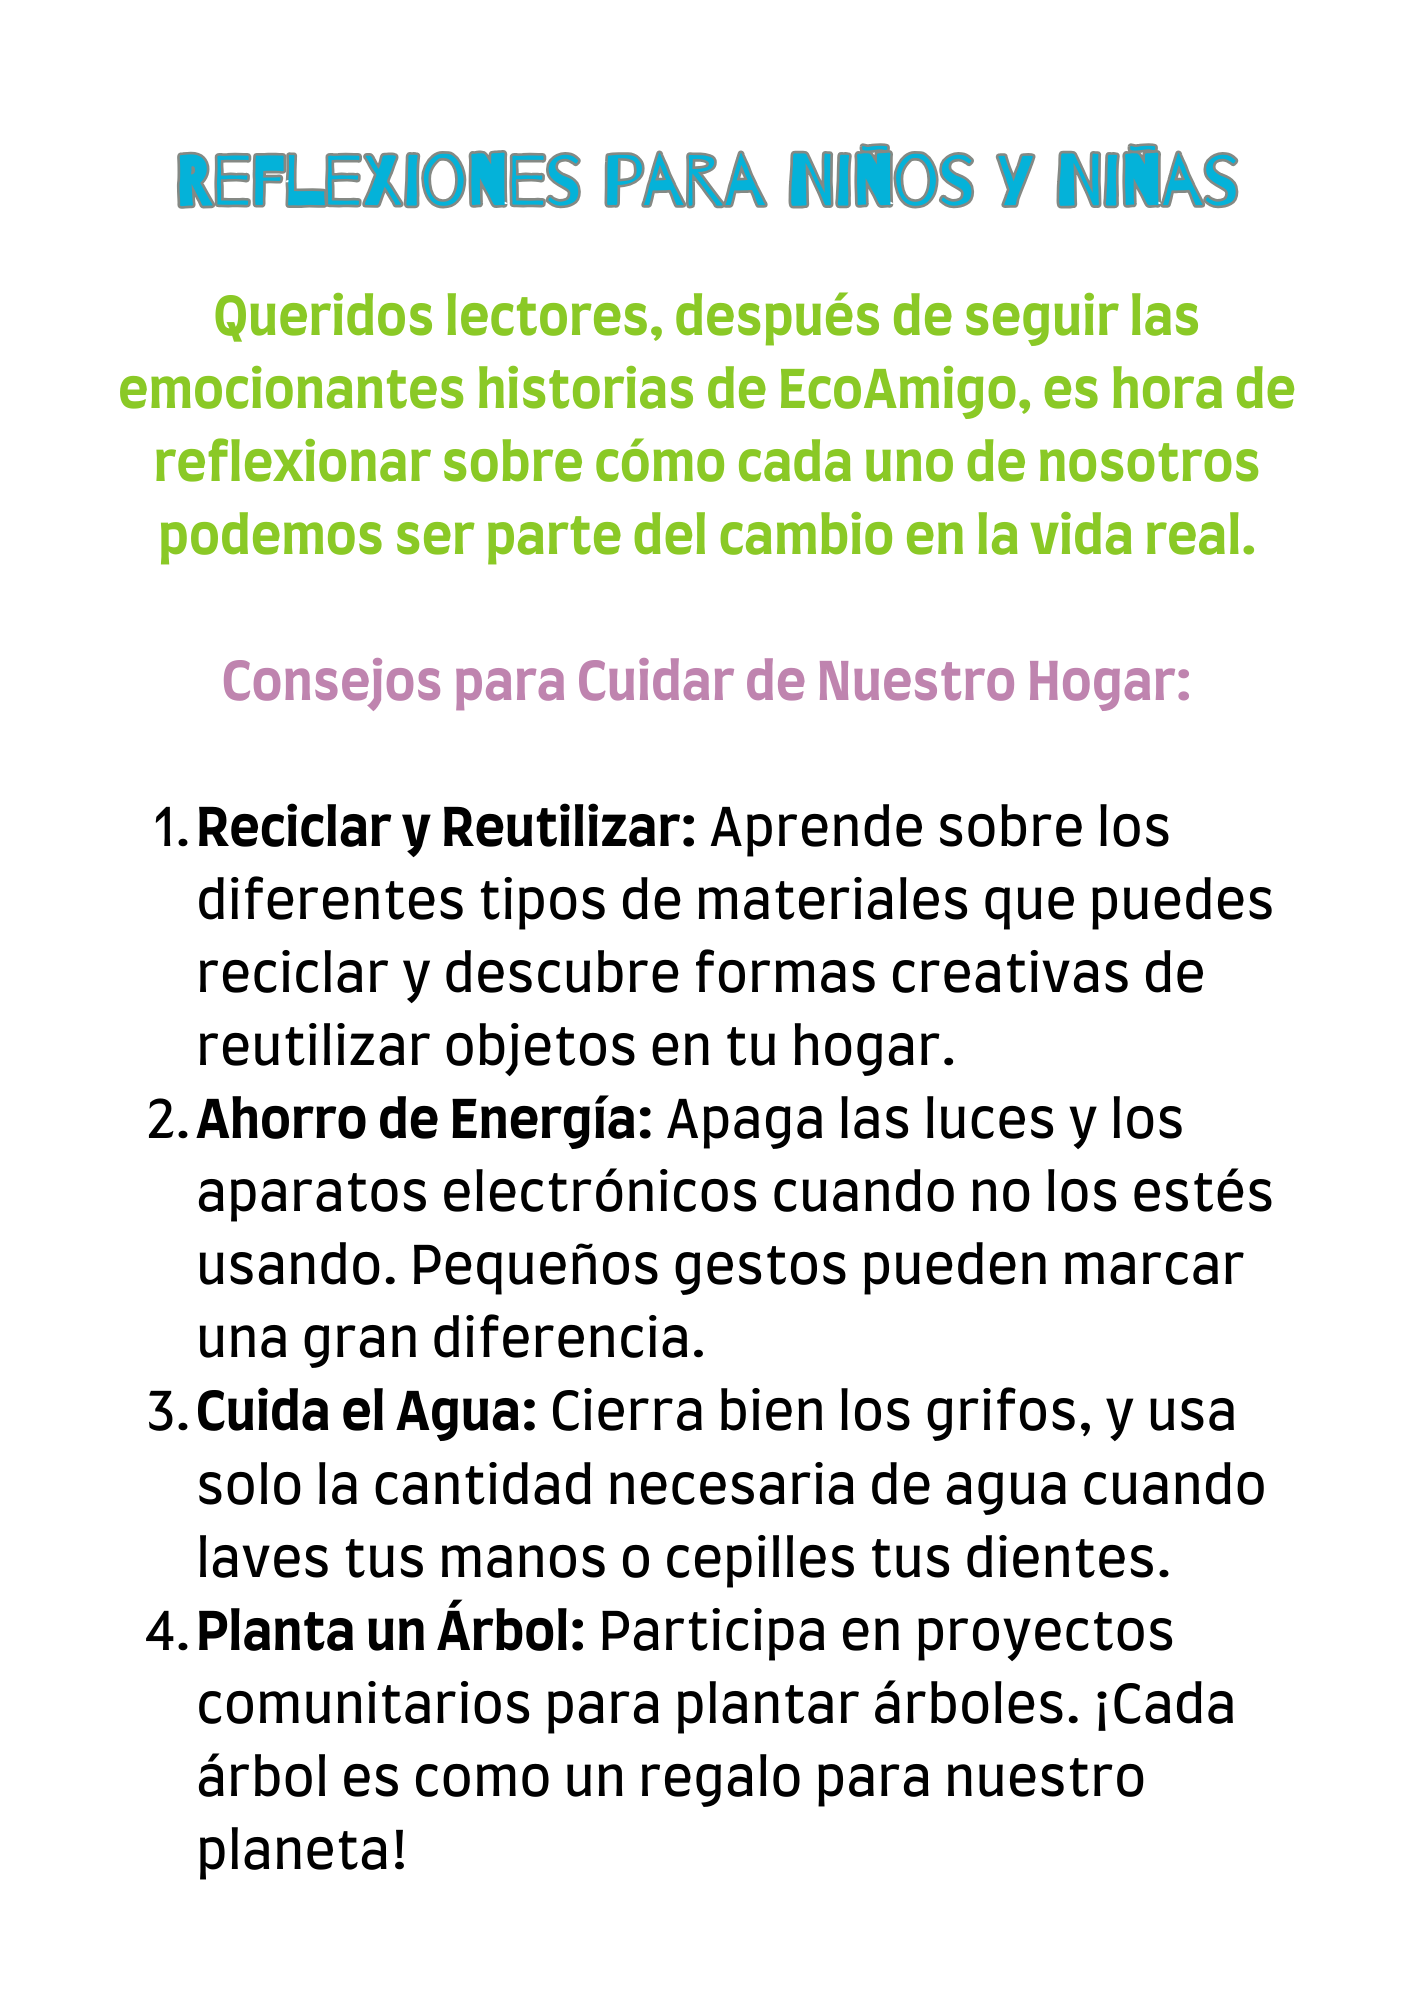 REFLEXIONES PARA NIÑOS Y NIÑAS
Queridos lectores, después de seguir las
emocionantes historias de EcoAmigo, es hora de
reflexionar sobre cómo cada uno de nosotros
podemos ser parte del cambio en la vida real.
Consejos para Cuidar de Nuestro Hogar:
1. Reciclar y Reutilizar: Aprende sobre los
diferentes tipos de materiales que puedes
reciclar y descubre formas creativas de
reutilizar objetos en tu hogar.
2. Ahorro de Energía: Apaga las luces y los
aparatos electrónicos cuando no los estés
usando. Pequeños gestos pueden marcar
una gran diferencia.
3. Cuida el Agua: Cierra bien los grifos, y usa
solo la cantidad necesaria de agua cuando
laves tus manos o cepilles tus dientes.
4. Planta un Árbol: Participa en proyectos
comunitarios para plantar árboles. ¡Cada
árbol es como un regalo para nuestro
planeta!